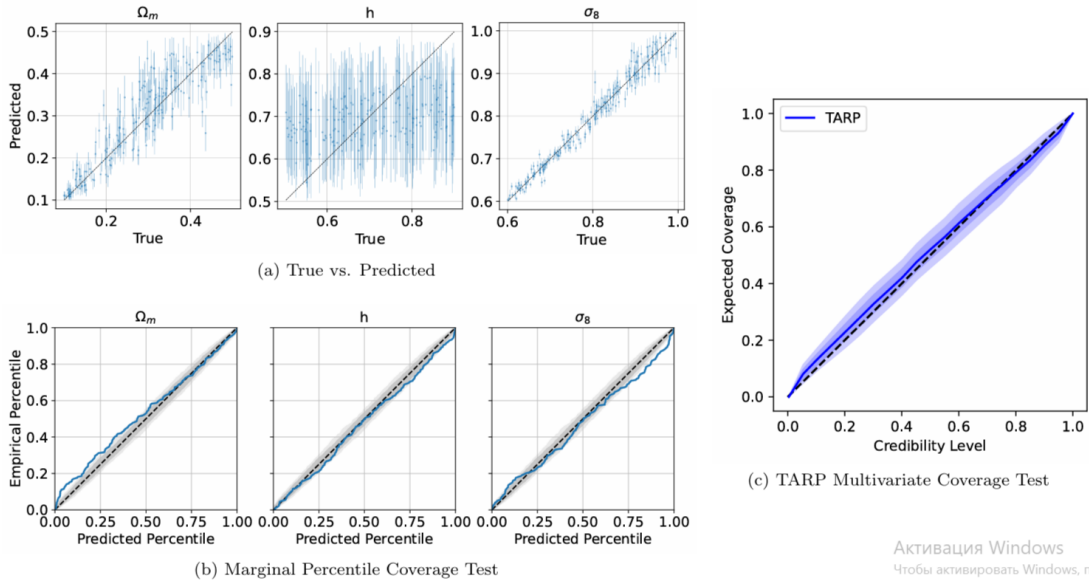 Ωm
h
σ8
Predicted
0.5
0.4
0.3
0.2
0.1
0.2
0.4
True
0.9
0.8
0.7
0.6
0.5
0.6
0.8
True
1.0
0.9
0.8
0.7
0.6
0.6
0.8
1.0
True
(a) True vs. Predicted
Ωm
h
σ8
Empirical Percentile
1.0
0.8
0.6
0.4
0.2
0.0
0.00 0.25 0.50 0.75 1.00
0.00 0.25 0.50 0.75 1.00
0.00 0.25 0.50 0.75 1.00
Predicted Percentile
Predicted Percentile
Predicted Percentile
(b) Marginal Percentile Coverage Test
TARP
Expected Coverage
1.0
0.8
0.6
0.4
0.2
0.0
0.0 0.2 0.4 0.6 0.8 1.0
Credibility Level
(c) TARP Multivariate Coverage Test
Активация Windows
Чтобы активировать Windows,